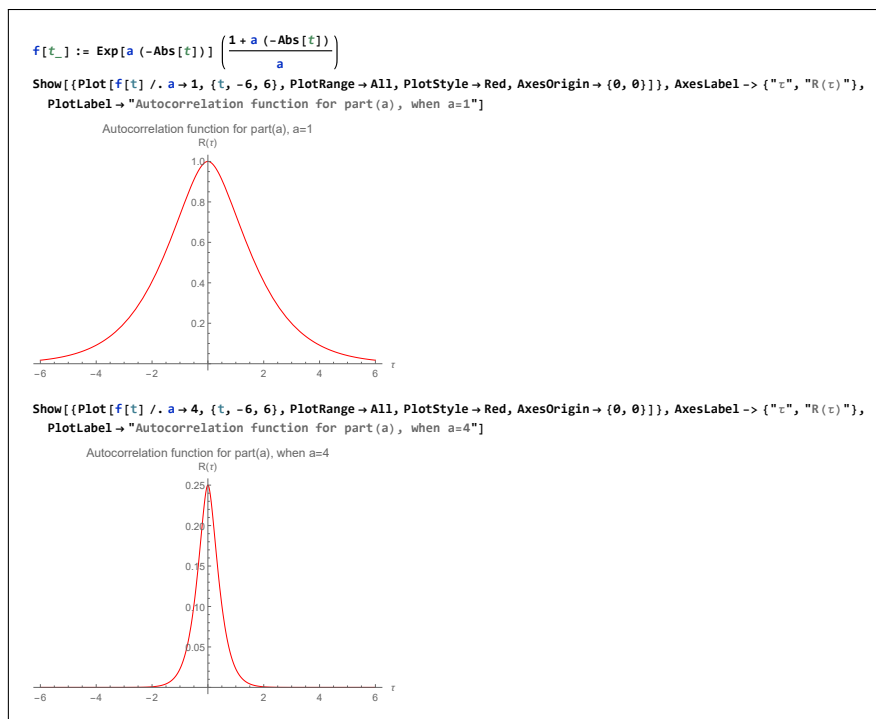 f[t_] := Exp[a (-Abs[t])] ((1 + a (-Abs[t]))/a)
Show[{Plot[f[t] /. a → 1, {t, -6, 6}, PlotRange → All, PlotStyle → Red, AxesOrigin → {0, 0}]}, AxesLabel -> {"τ", "R(τ)"},
PlotLabel → "Autocorrelation function for part(a), when a=1"]
Autocorrelation function for part(a), a=1
R(τ)
1.0
0.8
0.6
0.4
0.2
-6 -4 -2 2 4 6 τ
Show[{Plot[f[t] /. a → 4, {t, -6, 6}, PlotRange → All, PlotStyle → Red, AxesOrigin → {0, 0}]}, AxesLabel -> {"τ", "R(τ)"},
PlotLabel → "Autocorrelation function for part(a), when a=4"]
Autocorrelation function for part(a), when a=4
R(τ)
0.25
0.20
0.15
0.10
0.05
-6 -4 -2 2 4 6 τ